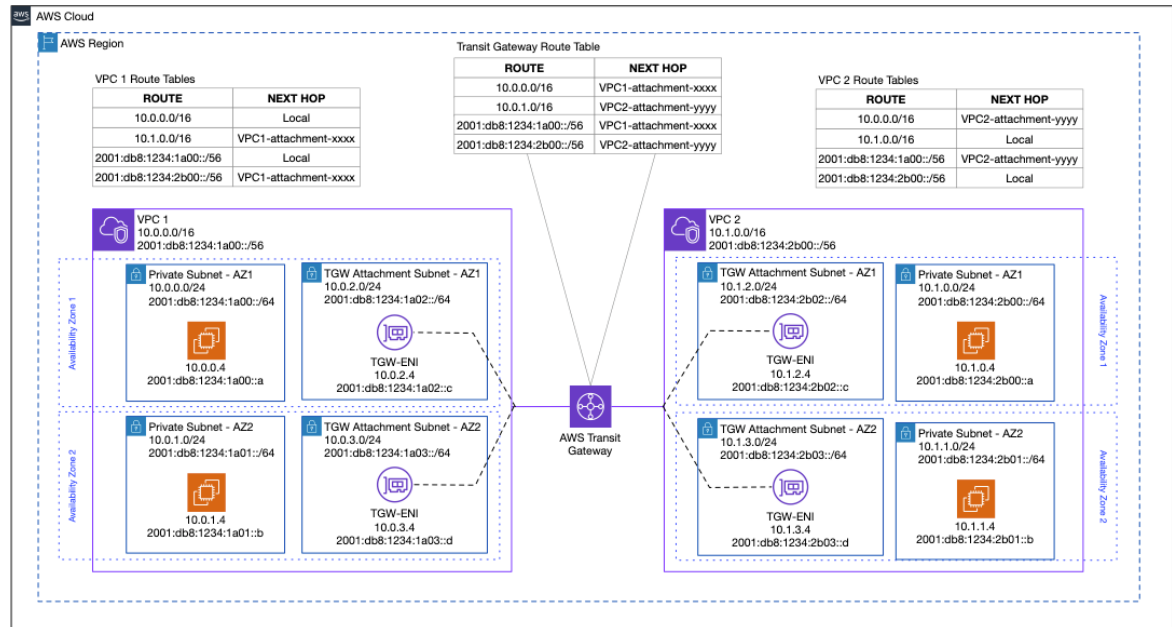 aws
AWS Cloud
AWS Region
VPC 1 Route Tables
ROUTE NEXT HOP
10.0.0.0/16 Local
10.1.0.0/16 VPC1-attachment-xxxx
2001:db8:1234:1a00::/56 Local
2001:db8:1234:2b00::/56 VPC1-attachment-xxxx
Transit Gateway Route Table
ROUTE NEXT HOP
10.0.0.0/16 VPC1-attachment-xxxx
10.0.1.0/16 VPC2-attachment-yyyy
2001:db8:1234:1a00::/56 VPC1-attachment-xxxx
2001:db8:1234:2b00::/56 VPC2-attachment-yyyy
VPC 2 Route Tables
ROUTE NEXT HOP
10.0.0.0/16 VPC2-attachment-yyyy
10.1.0.0/16 Local
2001:db8:1234:1a00::/56 VPC2-attachment-yyyy
2001:db8:1234:2b00::/56 Local
VPC 1
10.0.0.0/16
2001:db8:1234:1a00::/56
Availability Zone 1
Private Subnet - AZ1
10.0.0.0/24
2001:db8:1234:1a00::/64
10.0.0.4
2001:db8:1234:1a00::a
TGW Attachment Subnet - AZ1
10.0.2.0/24
2001:db8:1234:1a02::/64
TGW-ENI
10.0.2.4
2001:db8:1234:1a02::c
Availability Zone 2
Private Subnet - AZ2
10.0.1.0/24
2001:db8:1234:1a01::/64
10.0.1.4
2001:db8:1234:1a01::b
TGW Attachment Subnet - AZ2
10.0.3.0/24
2001:db8:1234:1a03::/64
TGW-ENI
10.0.3.4
2001:db8:1234:1a03::d
AWS Transit
Gateway
VPC 2
10.1.0.0/16
2001:db8:1234:2b00::/56
TGW Attachment Subnet - AZ1
10.1.2.0/24
2001:db8:1234:2b02::/64
TGW-ENI
10.1.2.4
2001:db8:1234:2b02::c
Private Subnet - AZ1
10.1.0.0/24
2001:db8:1234:2b00::/64
10.1.0.4
2001:db8:1234:2b00::a
Availability Zone 1
TGW Attachment Subnet - AZ2
10.1.3.0/24
2001:db8:1234:2b03::/64
TGW-ENI
10.1.3.4
2001:db8:1234:2b03::d
Private Subnet - AZ2
10.1.1.0/24
2001:db8:1234:2b01::/64
10.1.1.4
2001:db8:1234:2b01::b
Availability Zone 2